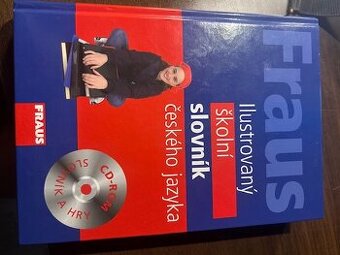 Fraus
Ilustrovaný
školní
slovník
českého jazyka
CD-ROM
SLOVNÍK A HRY
FRAUS